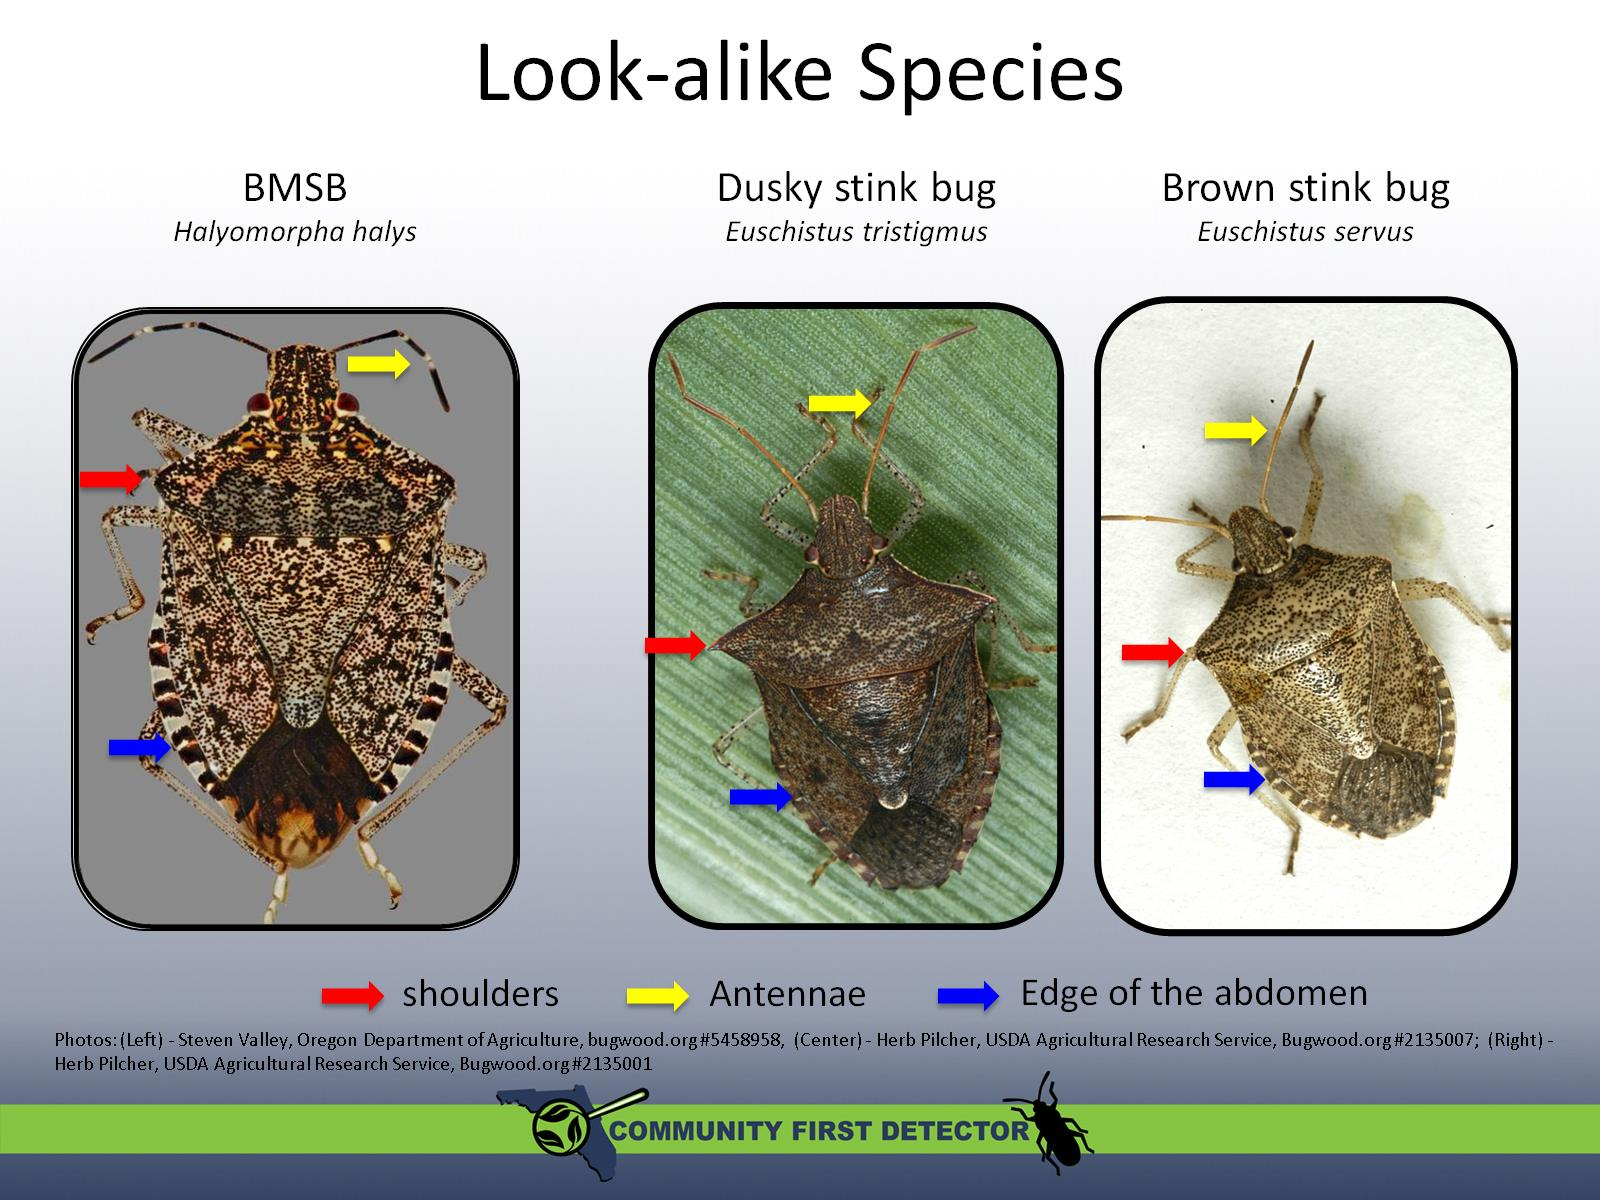 Look-alike Species
BMSB
Halyomorpha halys
Dusky stink bug
Euschistus tristigmus
Brown stink bug
Euschistus servus
shoulders
Antennae
Edge of the abdomen
Photos: (Left) - Steven Valley, Oregon Department of Agriculture, bugwood.org #5458958, (Center) - Herb Pilcher, USDA Agricultural Research Service, Bugwood.org #2135007; (Right) -
Herb Pilcher, USDA Agricultural Research Service, Bugwood.org #2135001
COMMUNITY FIRST DETECTOR